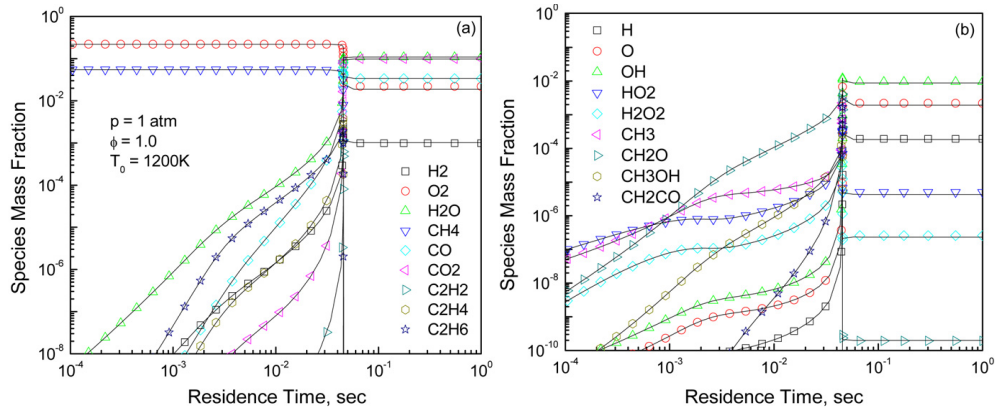 (a)
Species Mass Fraction
10^0
10^-2
10^-4
10^-6
10^-8
p = 1 atm
ϕ = 1.0
T_0 = 1200K
H2
O2
H2O
CH4
CO
CO2
C2H2
C2H4
C2H6
10^-4
10^-3
10^-2
10^-1
10^0
Residence Time, sec
(b)
Species Mass Fraction
10^0
10^-2
10^-4
10^-6
10^-8
10^-10
H
O
OH
HO2
H2O2
CH3
CH2O
CH3OH
CH2CO
10^-4
10^-3
10^-2
10^-1
10^0
Residence Time, sec